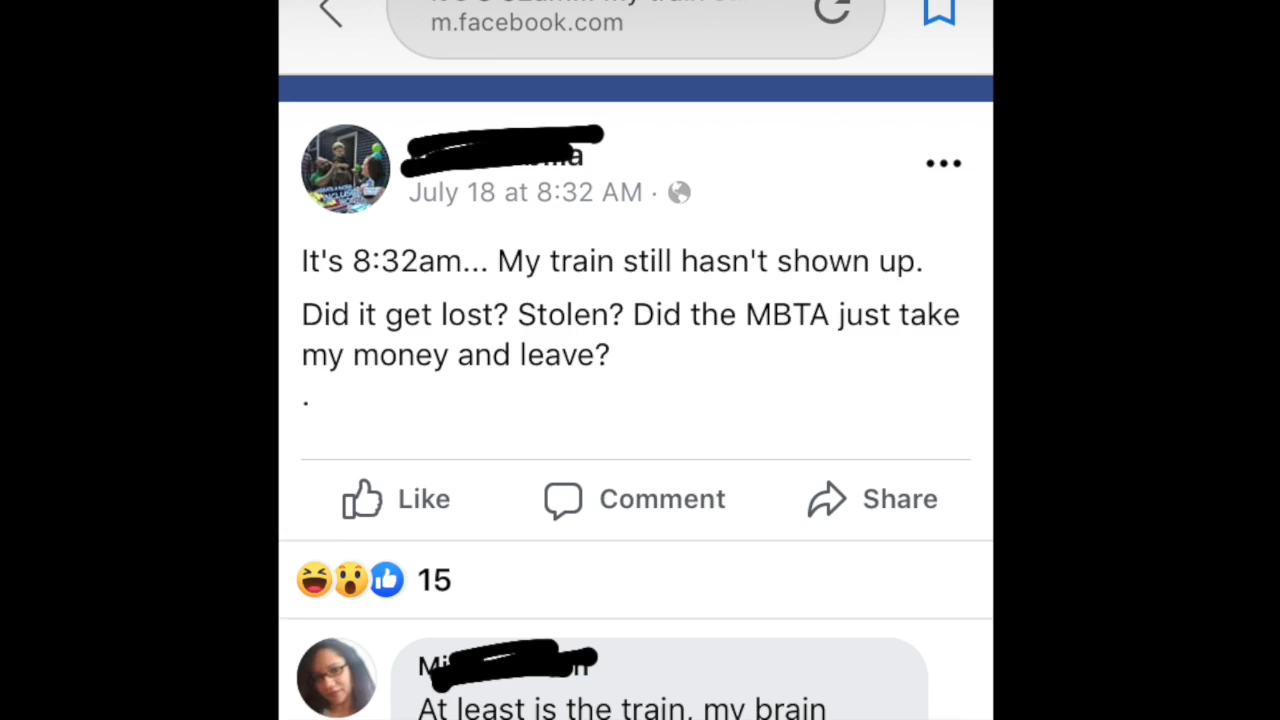 m.facebook.com
July 18 at 8:32 AM ·
It's 8:32am... My train still hasn't shown up.
Did it get lost? Stolen? Did the MBTA just take
my money and leave?
.
Like Comment Share
15
At least is the train, my brain